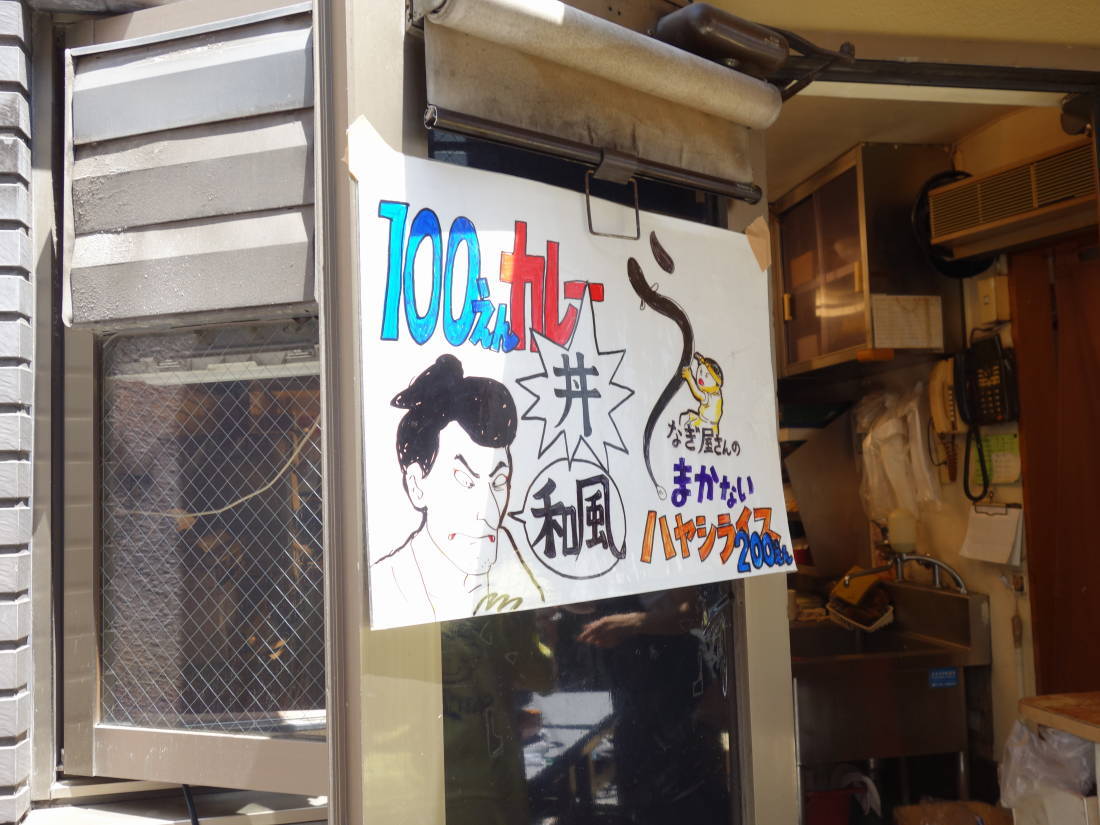 100えんカレー
丼
和風
うなぎ屋さんの
まかない
ハヤシライス
200えん